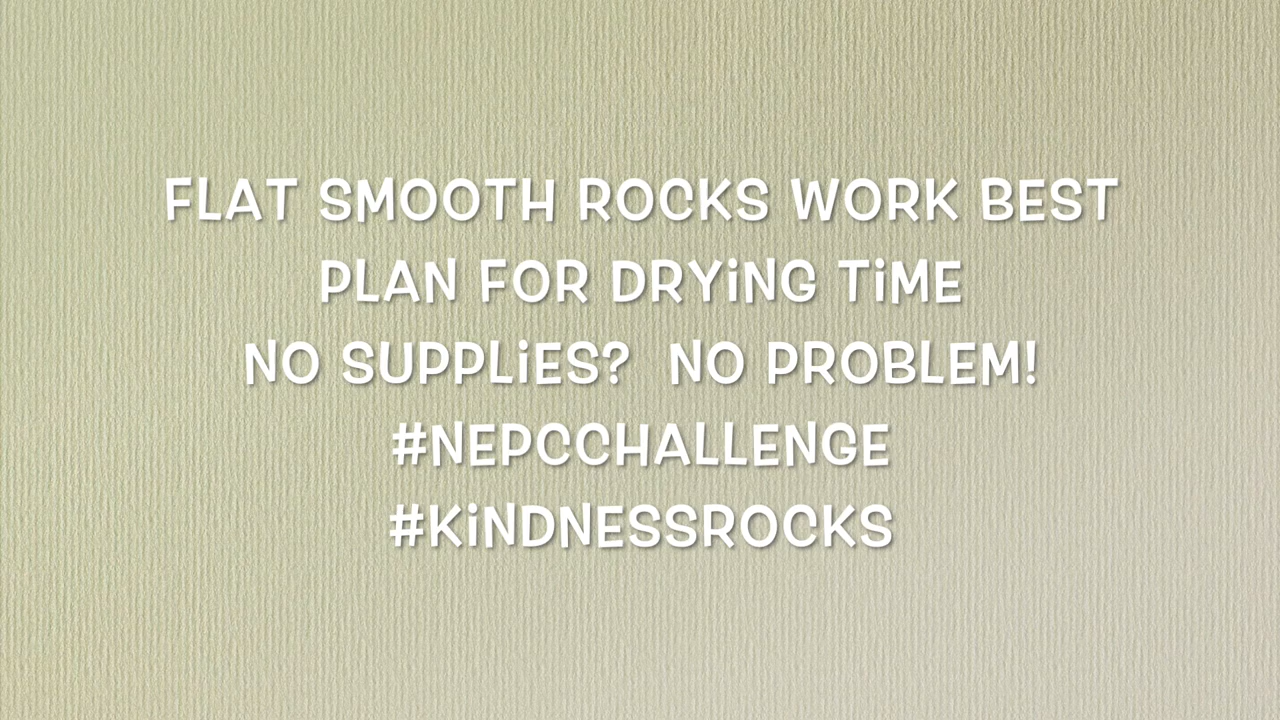 FLAT SMOOTH ROCKS WORK BEST
PLAN FOR DRYiNG TiME
NO SUPPLiES?  NO PROBLEM!
#NEPCCHALLENGE
#KiNDNESSROCKS